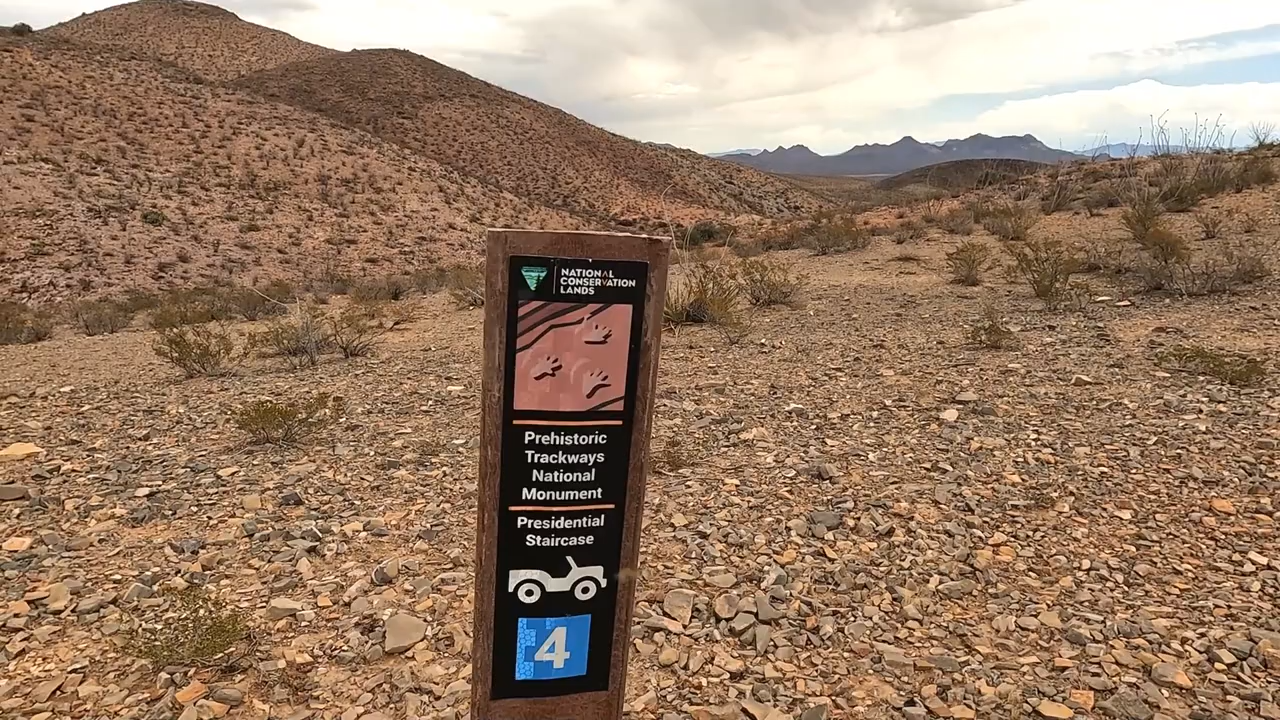 NATIONAL
CONSERVATION
LANDS
Prehistoric
Trackways
National
Monument
Presidential
Staircase
4